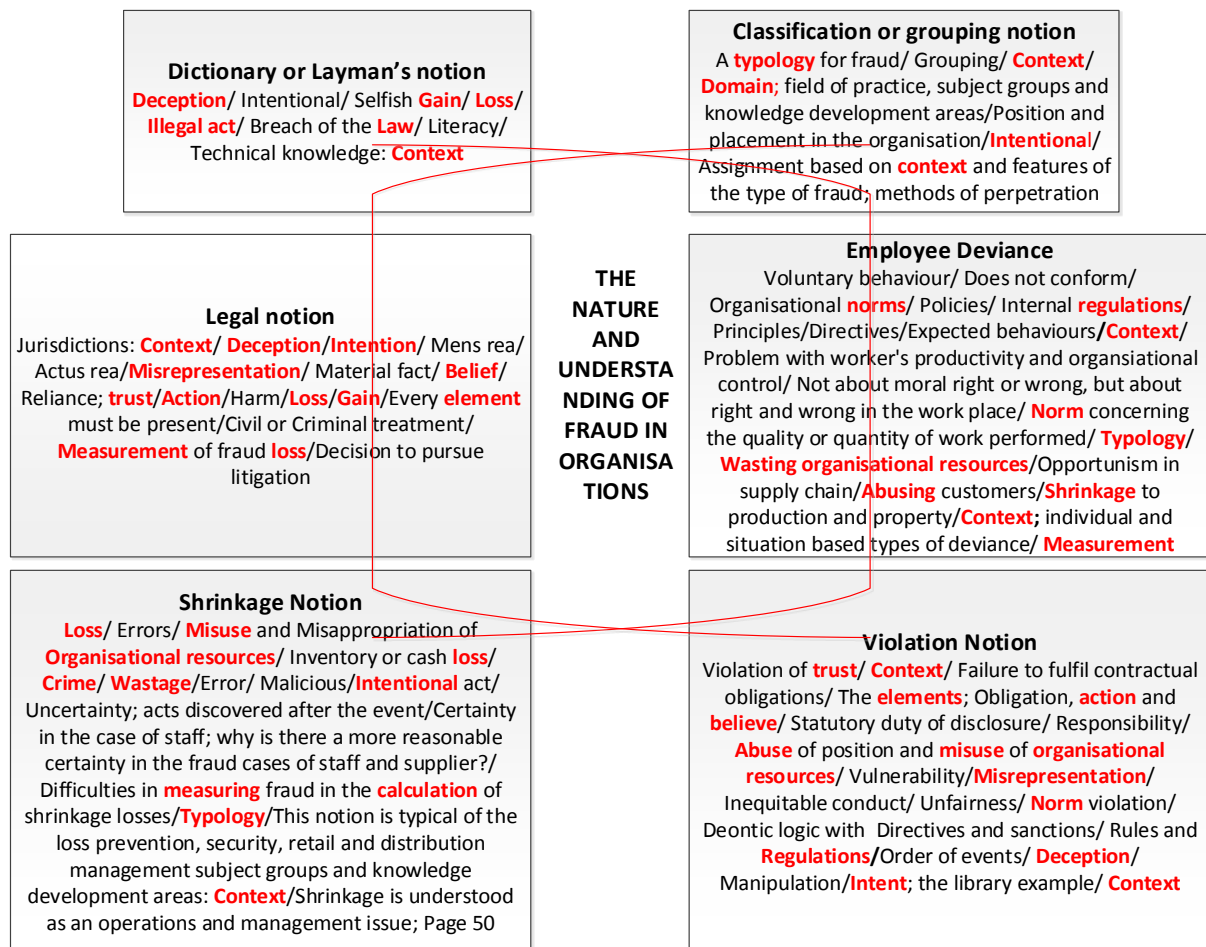 Dictionary or Layman's notion
Deception/ Intentional/ Selfish Gain/ Loss/
Illegal act/ Breach of the Law/ Literacy/
Technical knowledge: Context
Classification or grouping notion
A typology for fraud/ Grouping/ Context/
Domain; field of practice, subject groups and
knowledge development areas/Position and
placement in the organisation/Intentional/
Assignment based on context and features of
the type of fraud; methods of perpetration
Legal notion
Jurisdictions: Context/ Deception/Intention/ Mens rea/
Actus rea/Misrepresentation/ Material fact/ Belief/
Reliance; trust/Action/Harm/Loss/Gain/Every element
must be present/Civil or Criminal treatment/
Measurement of fraud loss/Decision to pursue
litigation
THE
NATURE
AND
UNDERSTA
NDING OF
FRAUD IN
ORGANISA
TIONS
Employee Deviance
Voluntary behaviour/ Does not conform/
Organisational norms/ Policies/ Internal regulations/
Principles/Directives/Expected behaviours/Context/
Problem with worker's productivity and organsiational
control/ Not about moral right or wrong, but about
right and wrong in the work place/ Norm concerning
the quality or quantity of work performed/ Typology/
Wasting organisational resources/Opportunism in
supply chain/Abusing customers/Shrinkage to
production and property/Context; individual and
situation based types of deviance/ Measurement
Shrinkage Notion
Loss/ Errors/ Misuse and Misappropriation of
Organisational resources/ Inventory or cash loss/
Crime/ Wastage/Error/ Malicious/Intentional act/
Uncertainty; acts discovered after the event/Certainty
in the case of staff; why is there a more reasonable
certainty in the fraud cases of staff and supplier?/
Difficulties in measuring fraud in the calculation of
shrinkage losses/Typology/This notion is typical of the
loss prevention, security, retail and distribution
management subject groups and knowledge
development areas: Context/Shrinkage is understood
as an operations and management issue; Page 50
Violation Notion
Violation of trust/ Context/ Failure to fulfil contractual
obligations/ The elements; Obligation, action and
believe/ Statutory duty of disclosure/ Responsibility/
Abuse of position and misuse of organisational
resources/ Vulnerability/Misrepresentation/
Inequitable conduct/ Unfairness/ Norm violation/
Deontic logic with Directives and sanctions/ Rules and
Regulations/Order of events/ Deception/
Manipulation/Intent; the library example/ Context